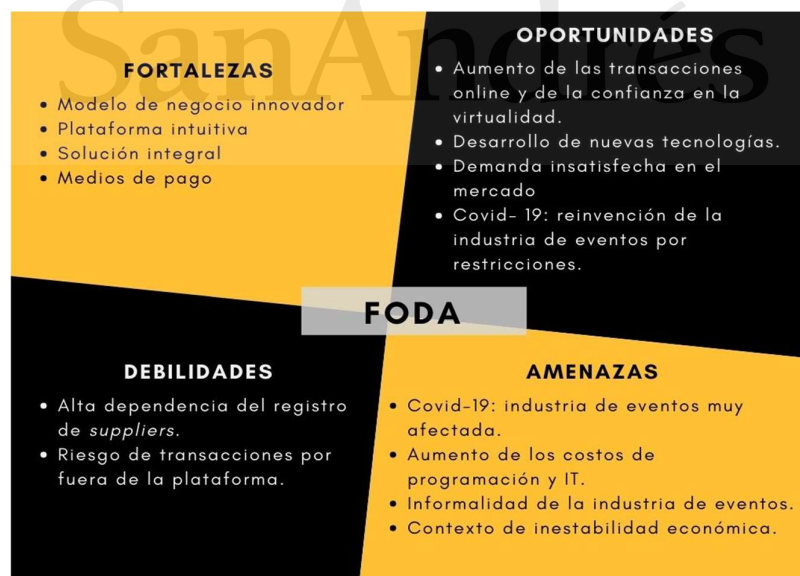 SanAndrés
FORTALEZAS
• Modelo de negocio innovador
• Plataforma intuitiva
• Solución integral
• Medios de pago
OPORTUNIDADES
• Aumento de las transacciones
online y de la confianza en la
virtualidad.
• Desarrollo de nuevas tecnologías.
• Demanda insatisfecha en el
mercado
• Covid- 19: reinvención de la
industria de eventos por
restricciones.
FODA
DEBILIDADES
• Alta dependencia del registro
de suppliers.
• Riesgo de transacciones por
fuera de la plataforma.
AMENAZAS
• Covid-19: industria de eventos muy
afectada.
• Aumento de los costos de
programación y IT.
• Informalidad de la industria de eventos.
• Contexto de inestabilidad económica.